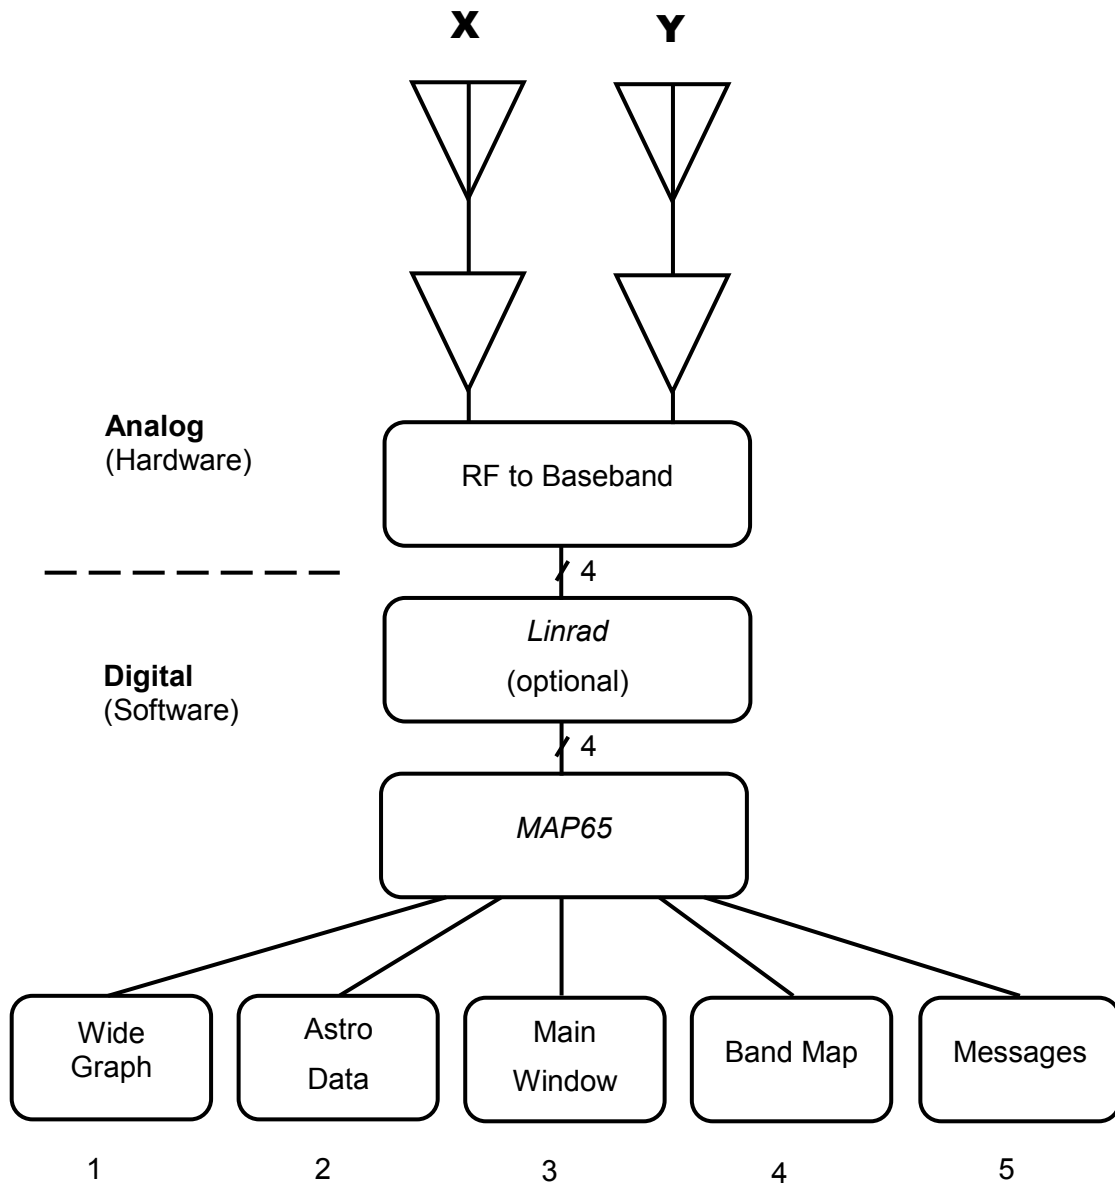 X Y
Analog
(Hardware)
RF to Baseband
4
Linrad
(optional)
Digital
(Software)
4
MAP65
Wide
Graph
Astro
Data
Main
Window
Band Map
Messages
1 2 3 4 5